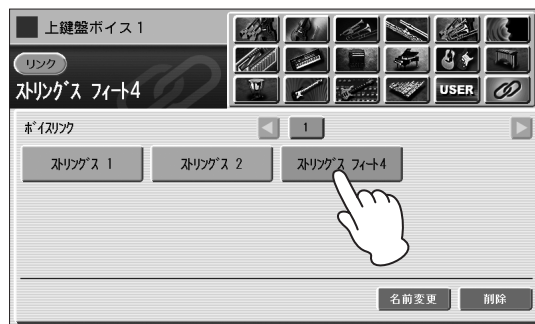 上鍵盤ボイス1
リンク
ストリングス フィート4
USER
ボイスリンク
1
ストリングス 1
ストリングス 2
ストリングス フィート4
名前変更
削除